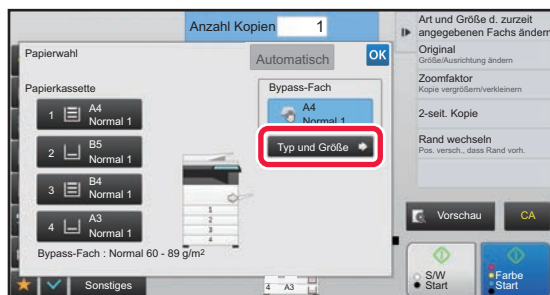 Anzahl Kopien 1
Papierwahl
Automatisch
OK
Papierkassette
1 A4
Normal 1
2 B5
Normal 1
3 B4
Normal 1
4 A3
Normal 1
Bypass-Fach
A4
Normal 1
Typ und Größe
1
2
3
4
Bypass-Fach : Normal 60 - 89 g/m2
Sonstiges
4 A3
Art und Größe d. zurzeit
angegebenen Fachs ändern
Original
Größe/Ausrichtung ändern
Zoomfaktor
Kopie vergrößern/verkleinern
2-seit. Kopie
Rand wechseln
Pos. versch., dass Rand vorh.
Vorschau
CA
S/W
Start
Farbe
Start